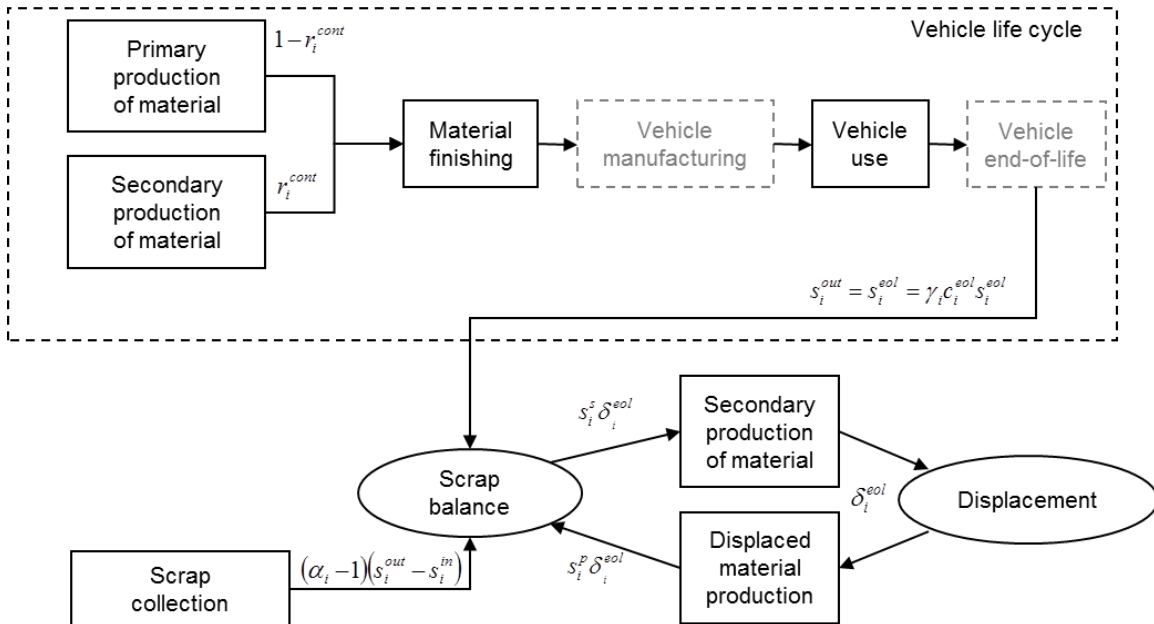 Vehicle life cycle
Primary
production
of material
1 − r_i^{cont}
Secondary
production
of material
r_i^{cont}
Material
finishing
Vehicle
manufacturing
Vehicle
use
Vehicle
end-of-life
s_i^{out} = s_i^{eol} = γ_i c_i^{eol} s_i^{eol}
Scrap
balance
s_i^s δ_i^{eol}
Secondary
production
of material
δ_i^{eol}
Displacement
Displaced
material
production
s_i^p δ_i^{eol}
Scrap
collection
(α_i − 1)(s_i^{out} − s_i^{in})